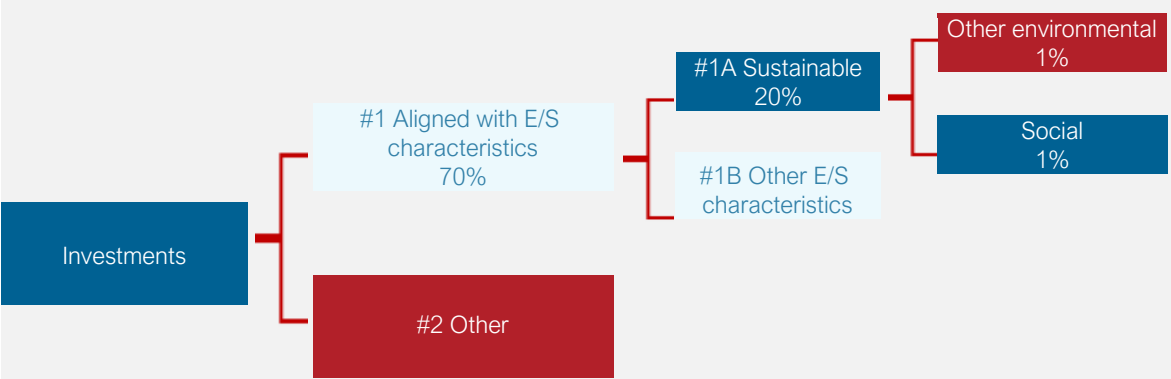 Investments
#1 Aligned with E/S
characteristics
70%
#2 Other
#1A Sustainable
20%
#1B Other E/S
characteristics
Other environmental
1%
Social
1%